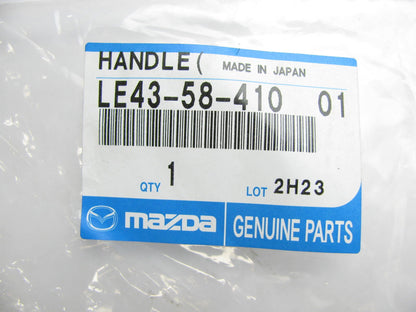 HANDLE( MADE IN JAPAN
LE43-58-410 01
QTY 1 LOT 2H23
mazda GENUINE PARTS